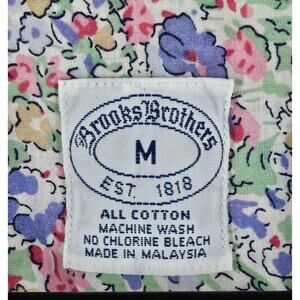 Brooks Brothers
M
EST. 1818
ALL COTTON
MACHINE WASH
NO CHLORINE BLEACH
MADE IN MALAYSIA